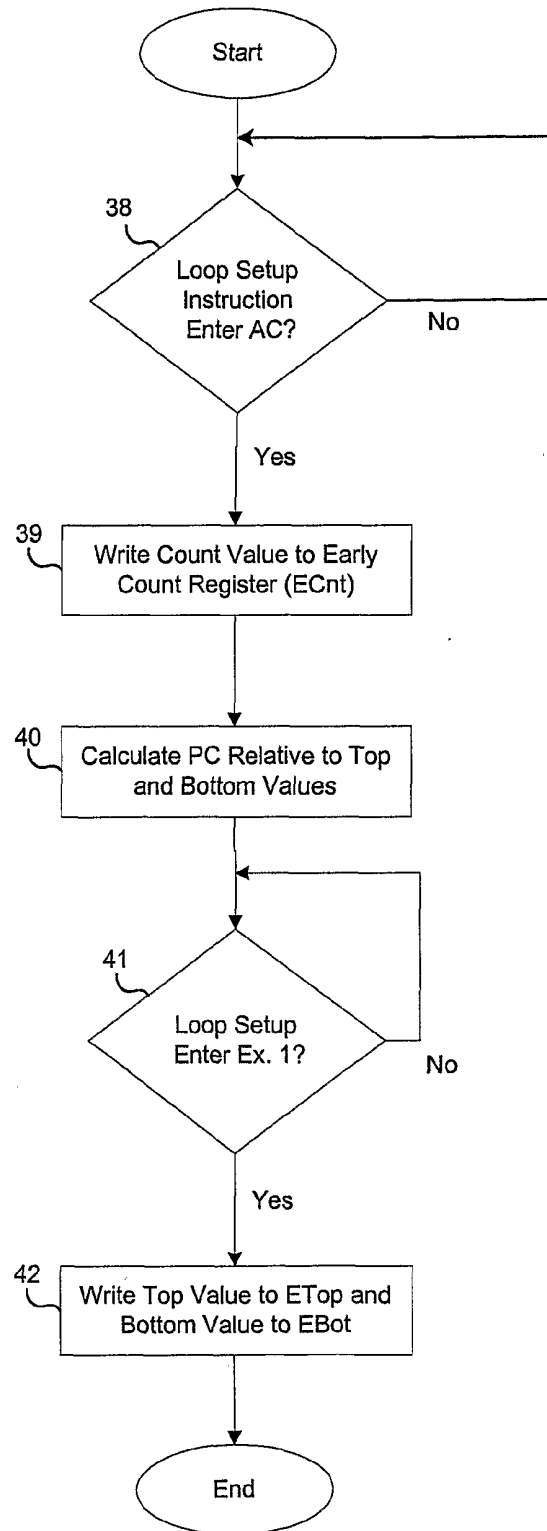 Start
38
Loop Setup
Instruction
Enter AC?
No
Yes
39
Write Count Value to Early
Count Register (ECnt)
40
Calculate PC Relative to Top
and Bottom Values
41
Loop Setup
Enter Ex. 1?
No
Yes
42
Write Top Value to ETop and
Bottom Value to EBot
End